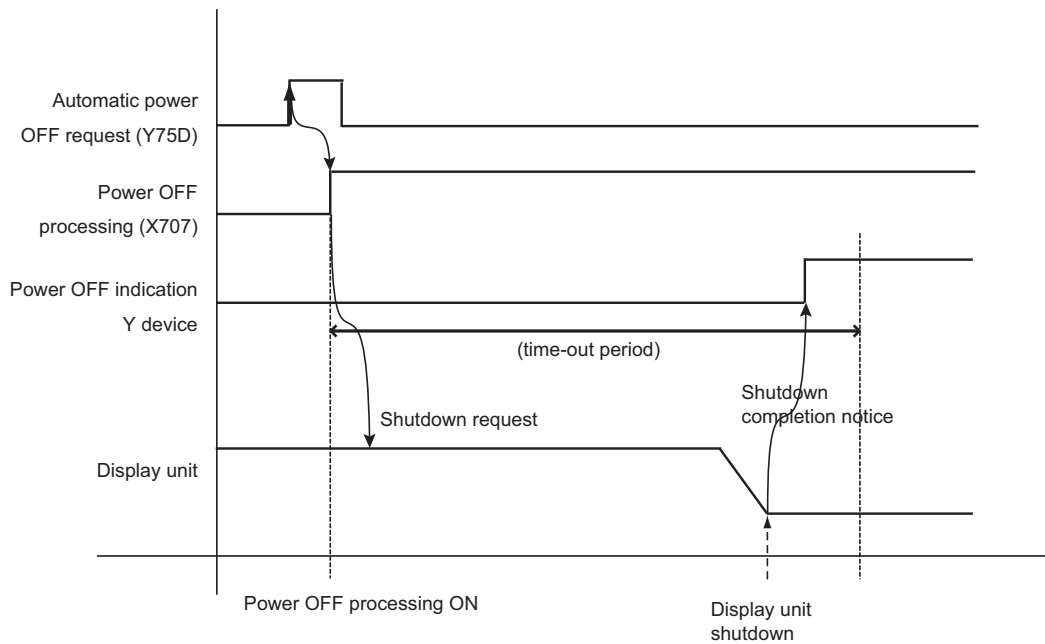 Automatic power
OFF request (Y75D)
Power OFF
processing (X707)
Power OFF indication
Y device
(time-out period)
Shutdown
completion notice
Shutdown request
Display unit
Power OFF processing ON
Display unit
shutdown